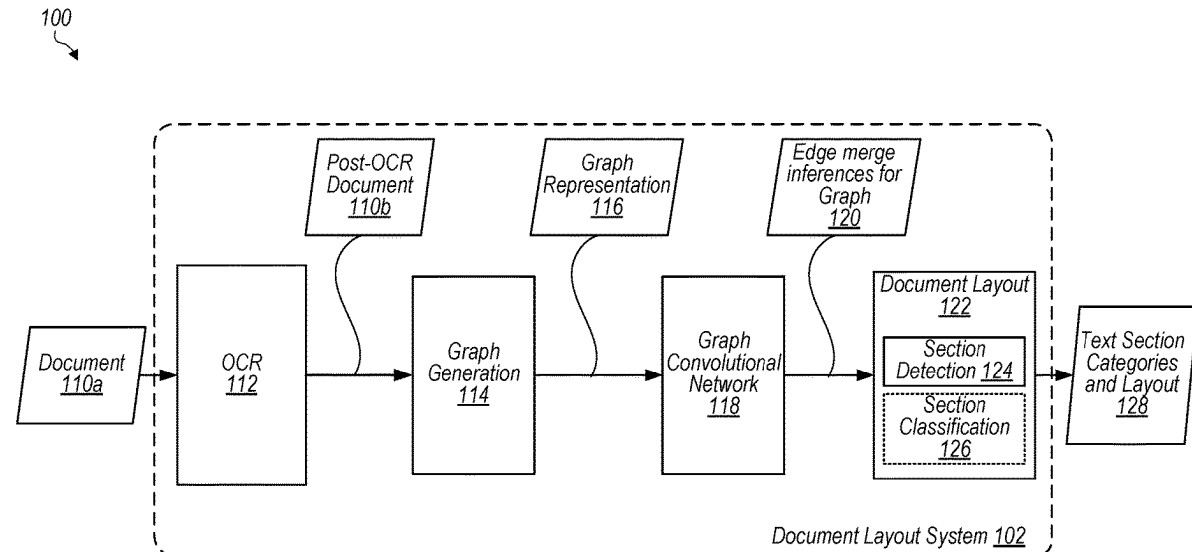 100
Post-OCR
Document
110b
Graph
Representation
116
Edge merge
inferences for
Graph
120
Document
110a
OCR
112
Graph
Generation
114
Graph
Convolutional
Network
118
Document Layout
122
Section
Detection 124
Section
Classification
126
Text Section
Categories
and Layout
128
Document Layout System 102